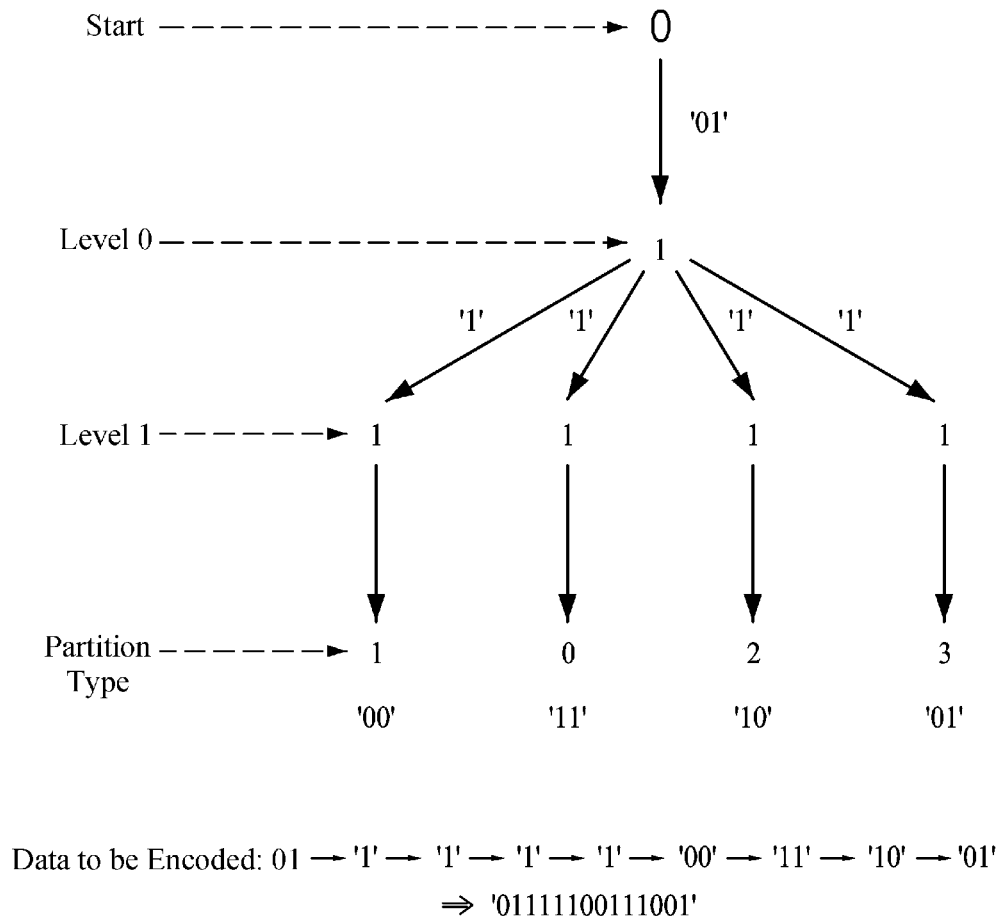 Start 0
'01'
Level 0 1
'1' '1' '1' '1'
Level 1 1 1 1 1
Partition 1 0 2 3
Type
'00' '11' '10' '01'
Data to be Encoded: 01 → '1' → '1' → '1' → '1' → '00' → '11' → '10' → '01'
⇒ '01111100111001'